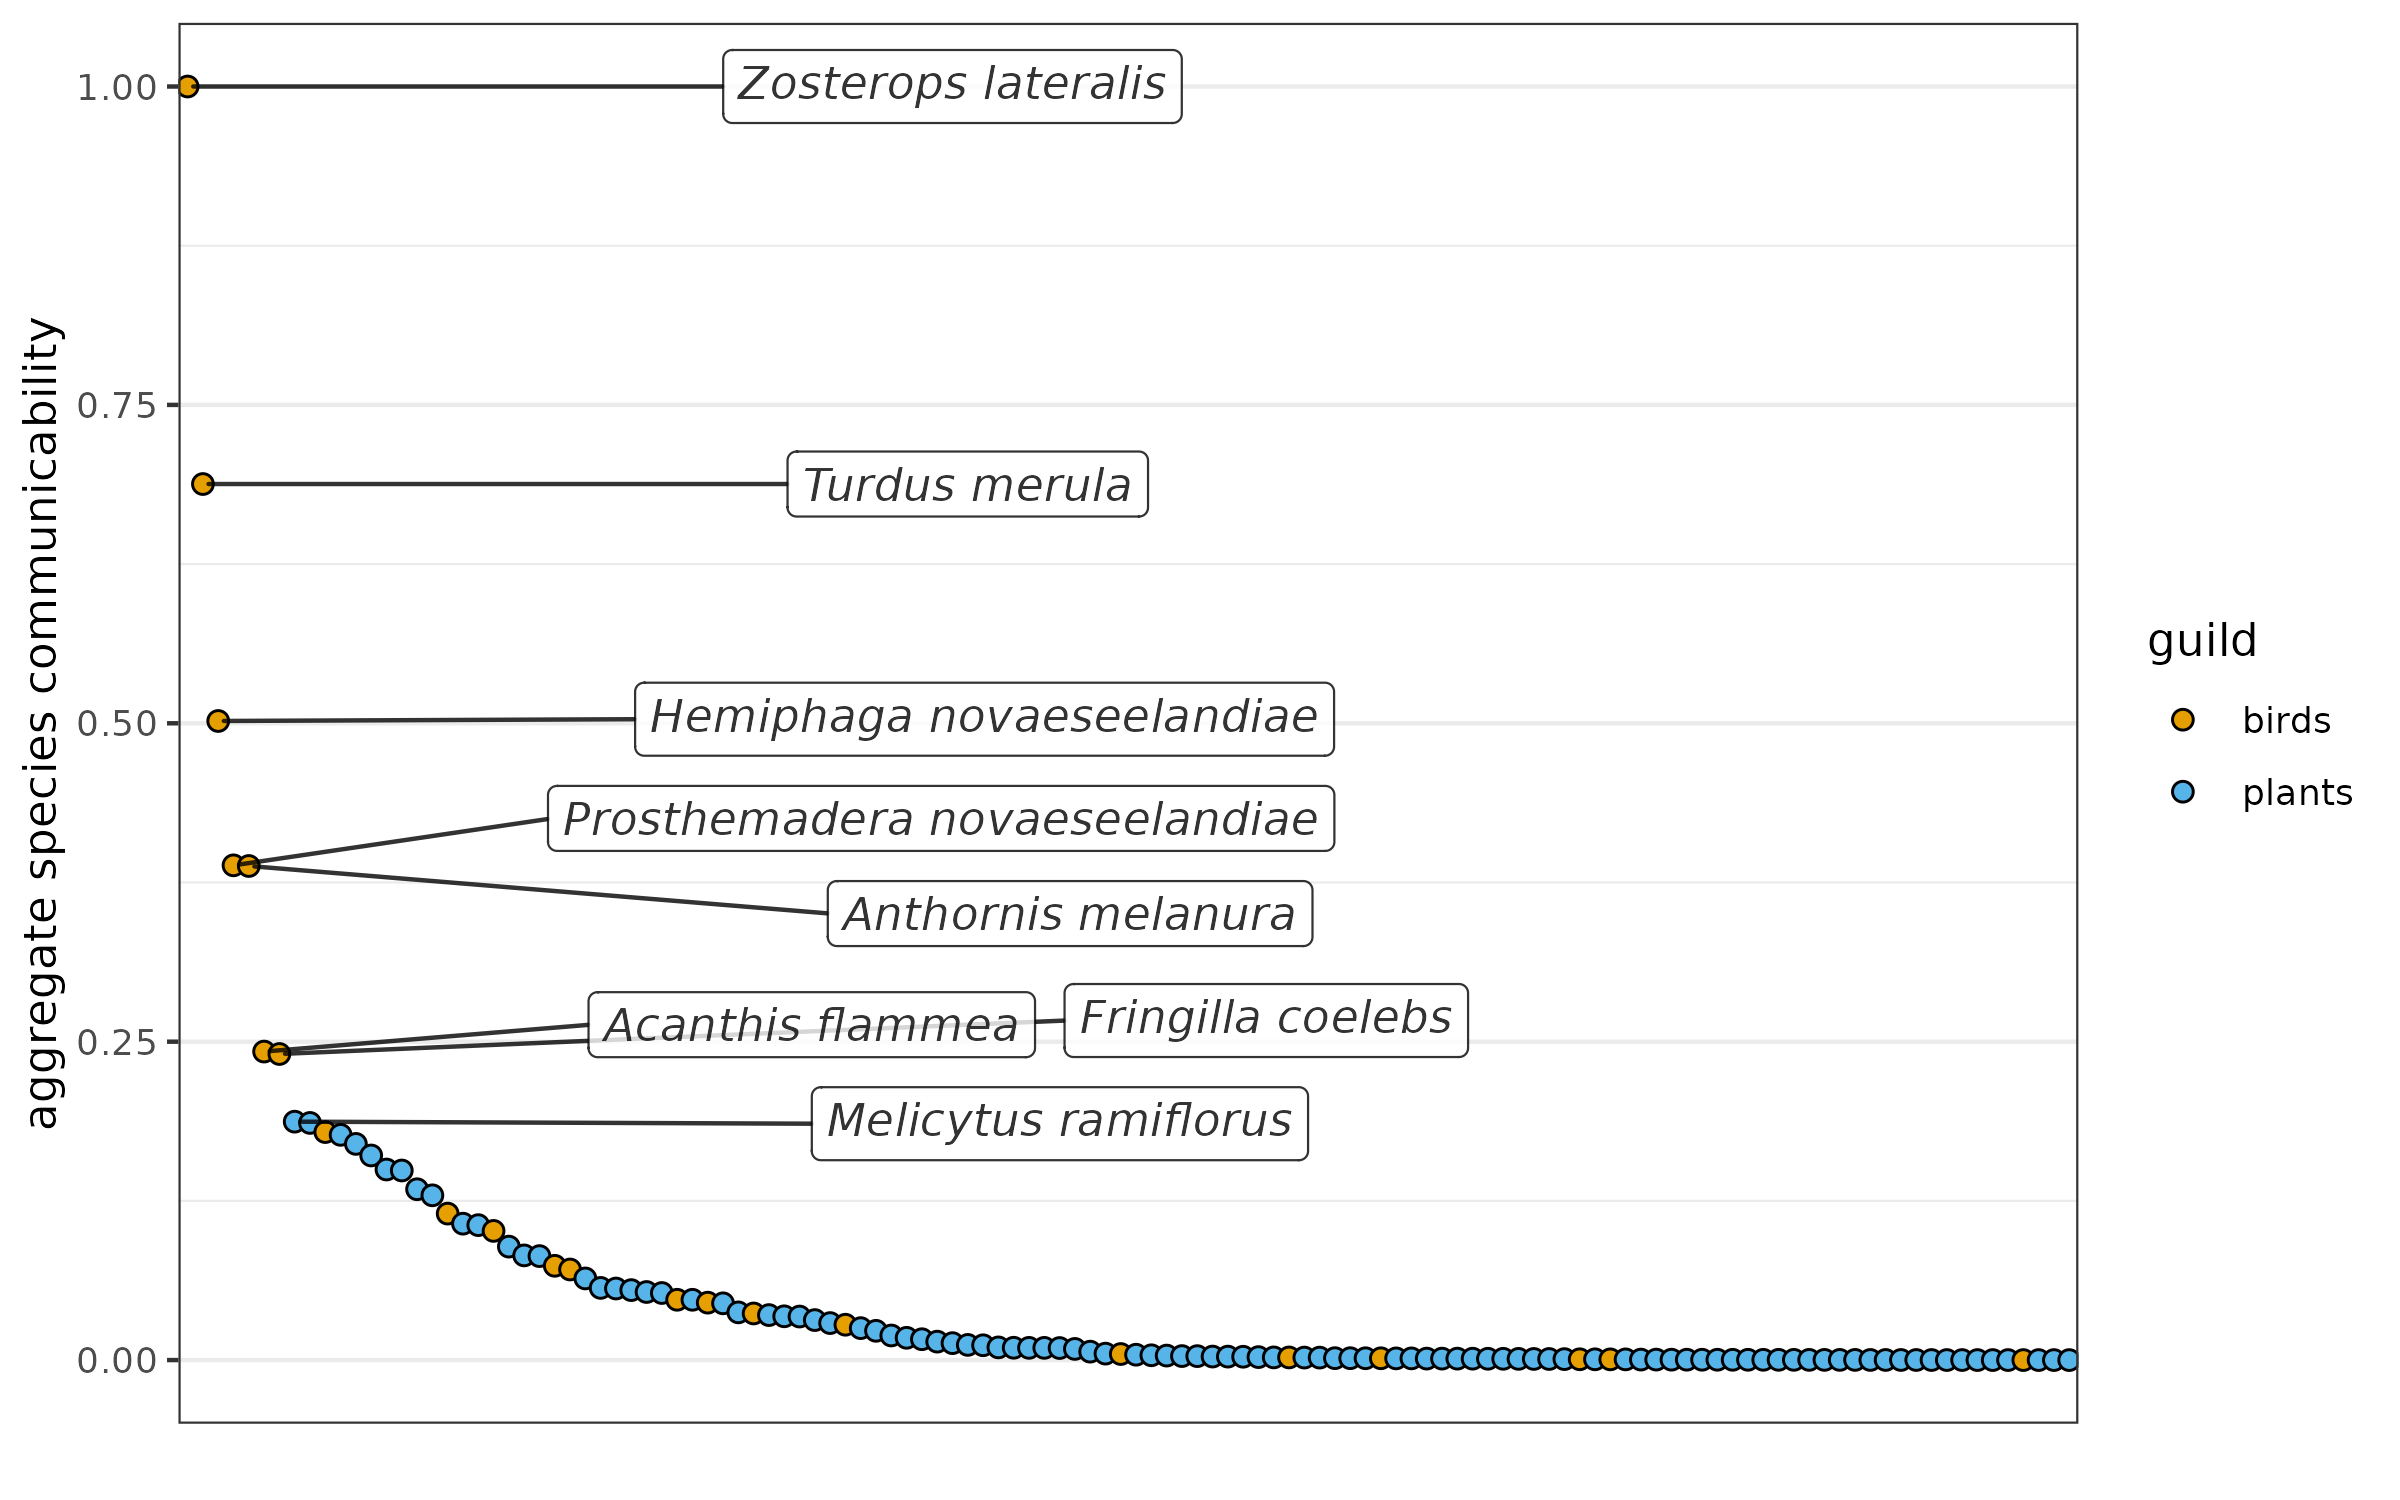 aggregate species communicability
1.00
0.75
0.50
0.25
0.00
Zosterops lateralis
Turdus merula
Hemiphaga novaeseelandiae
Prosthemadera novaeseelandiae
Anthornis melanura
Acanthis flammea
Fringilla coelebs
Melicytus ramiflorus
guild
birds
plants